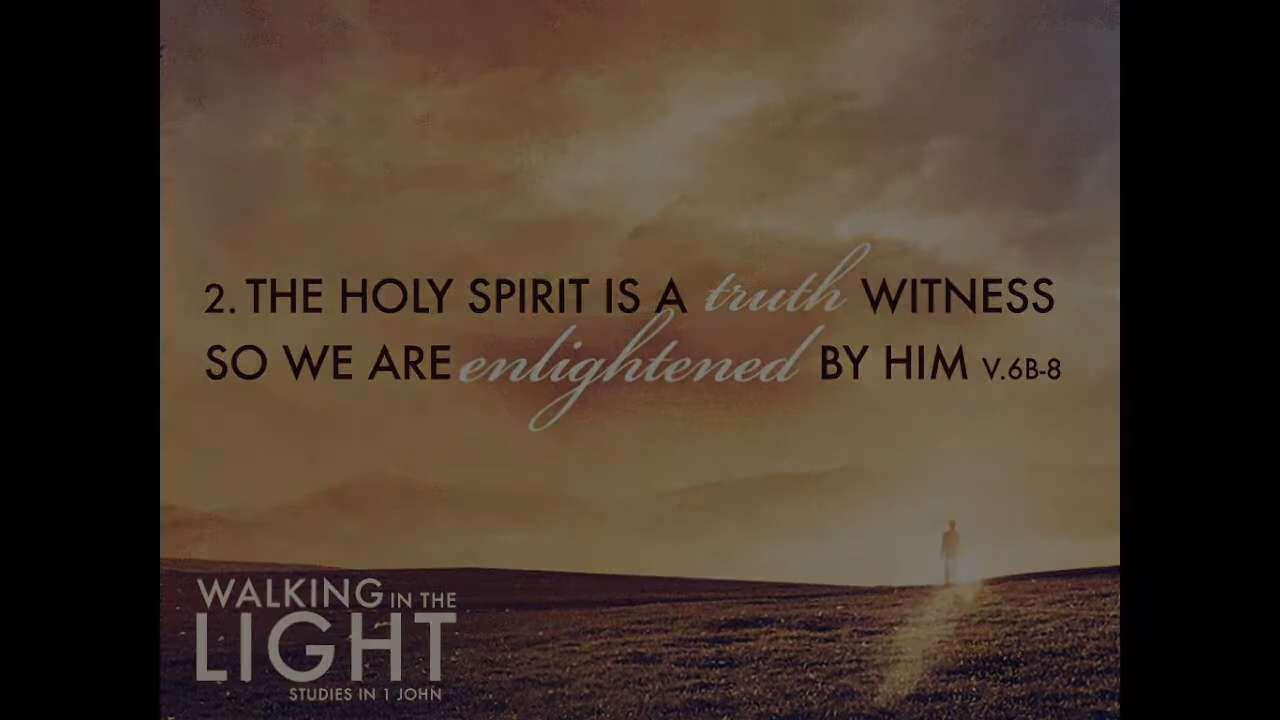 2. THE HOLY SPIRIT IS A truth WITNESS
SO WE ARE enlightened BY HIM V.6B-8
WALKING IN THE
LIGHT
STUDIES IN 1 JOHN